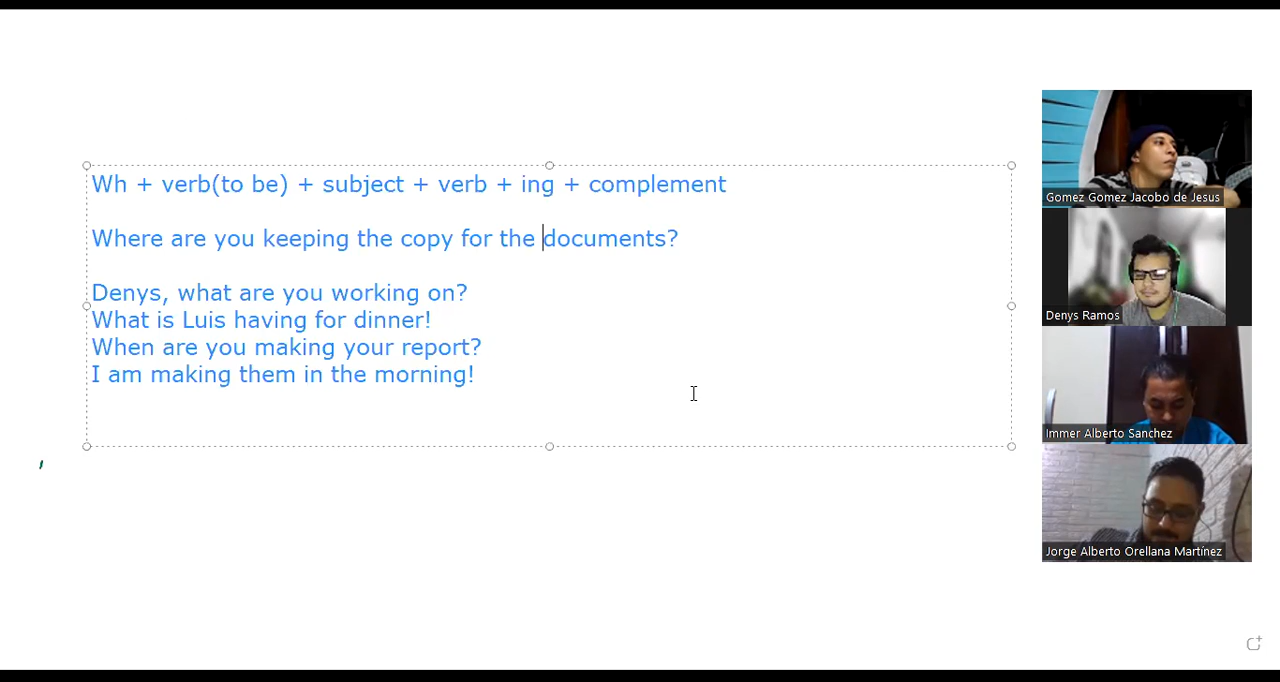 Wh + verb(to be) + subject + verb + ing + complement
Where are you keeping the copy for the documents?
Denys, what are you working on?
What is Luis having for dinner!
When are you making your report?
I am making them in the morning!
Gomez Gomez Jacobo de Jesus
Denys Ramos
Immer Alberto Sanchez
Jorge Alberto Orellana Martínez